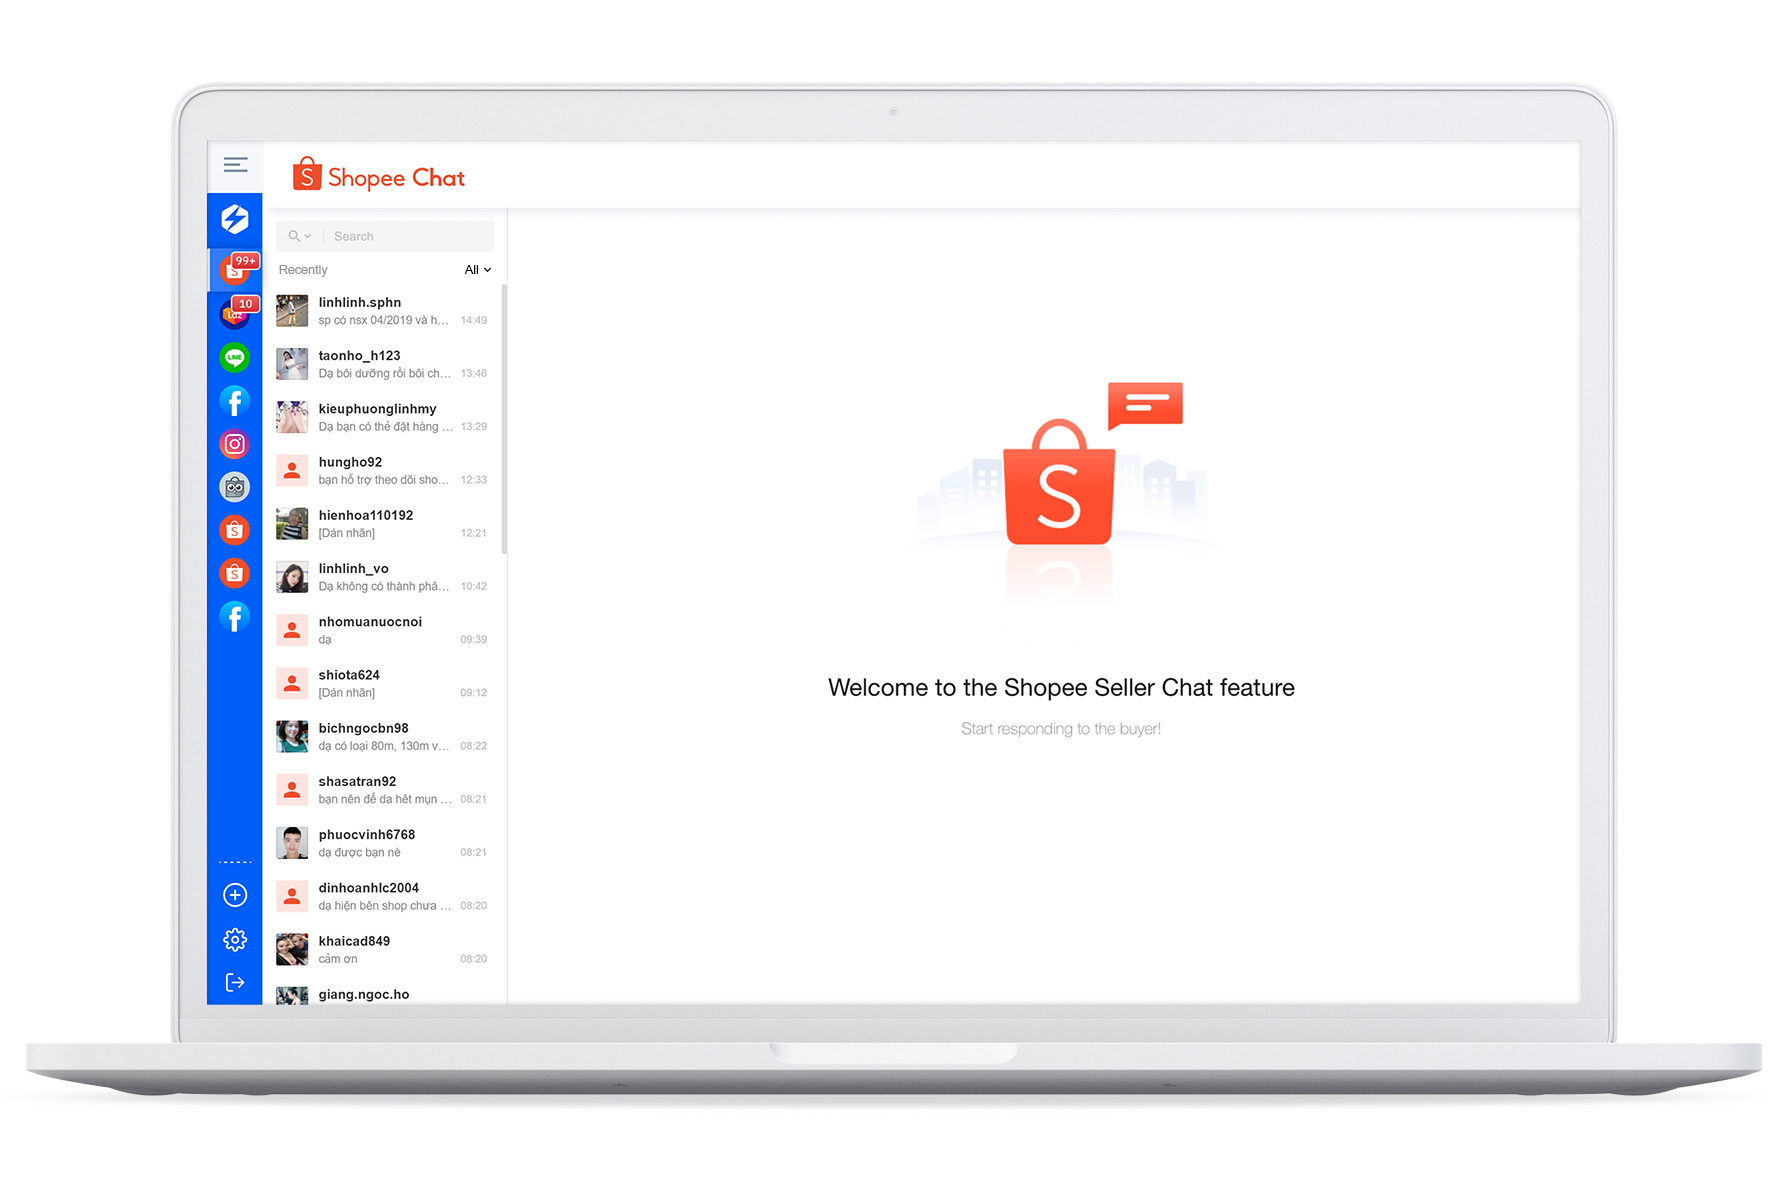 Shopee Chat
99+
10
Laz
LINE
Search
Recently
All
linhlinh.sphn
sp có nsx 04/2019 và h...
14:49
taonho_h123
Dạ bôi dưỡng rồi bôi ch...
13:46
kieuphuonglinhmy
Dạ bạn có thể đặt hàng ...
13:29
hungho92
bạn hỗ trợ theo dõi sho...
12:33
hienhoa110192
[Dán nhãn]
12:21
linhlinh_vo
Dạ không có thành phâ...
10:42
nhomuanuocnoi
dạ
09:39
shiota624
[Dán nhãn]
09:12
bichngocbn98
dạ có loại 80m, 130m v...
08:22
shasatran92
bạn nên để da hết mụn ...
08:21
phuocvinh6768
dạ được bạn nè
08:21
dinhoanhlc2004
dạ hiện bên shop chưa ...
08:20
khaicad849
cảm ơn
08:20
giang.ngoc.ho
S
Welcome to the Shopee Seller Chat feature
Start responding to the buyer!